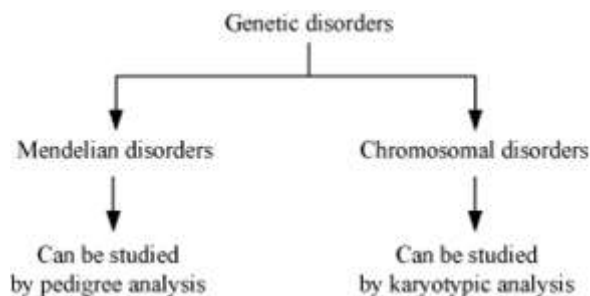 Genetic disorders
Mendelian disorders
Chromosomal disorders
Can be studied
by pedigree analysis
Can be studied
by karyotypic analysis